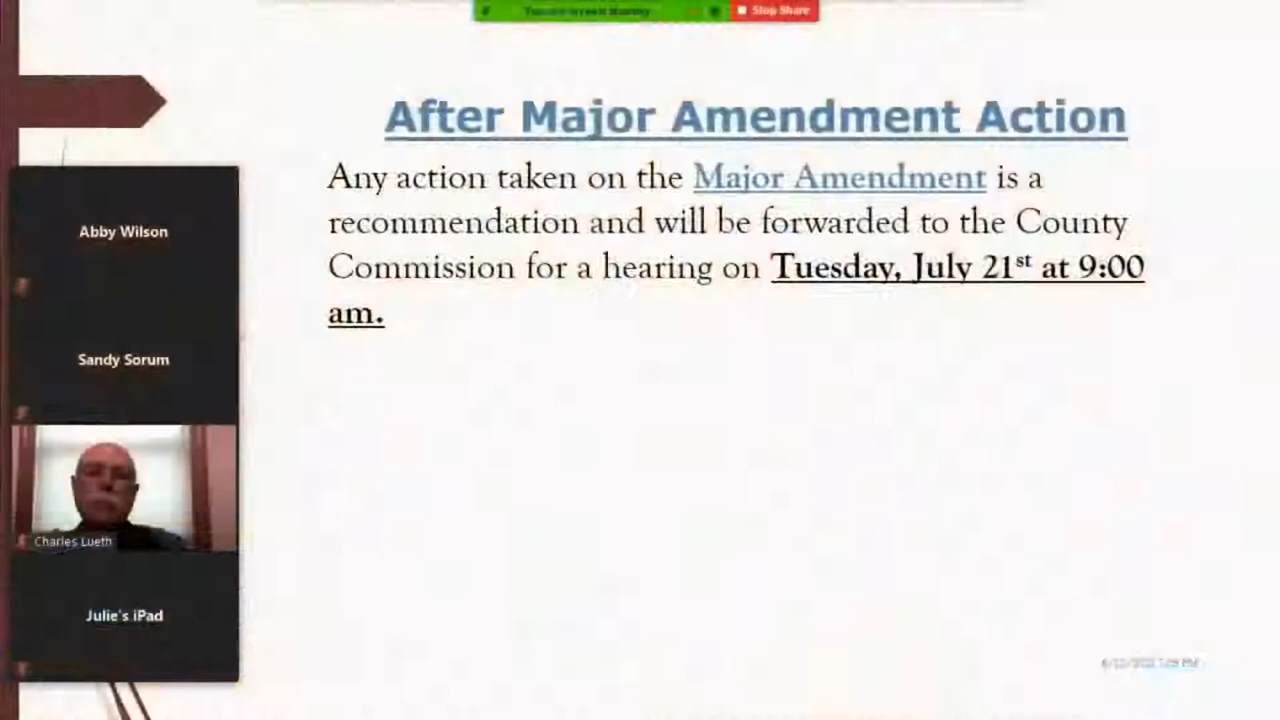 Stop Share
After Major Amendment Action
Any action taken on the Major Amendment is a
recommendation and will be forwarded to the County
Commission for a hearing on Tuesday, July 21st at 9:00
am.
Abby Wilson
Sandy Sorum
Charles Lueth
Julie's iPad